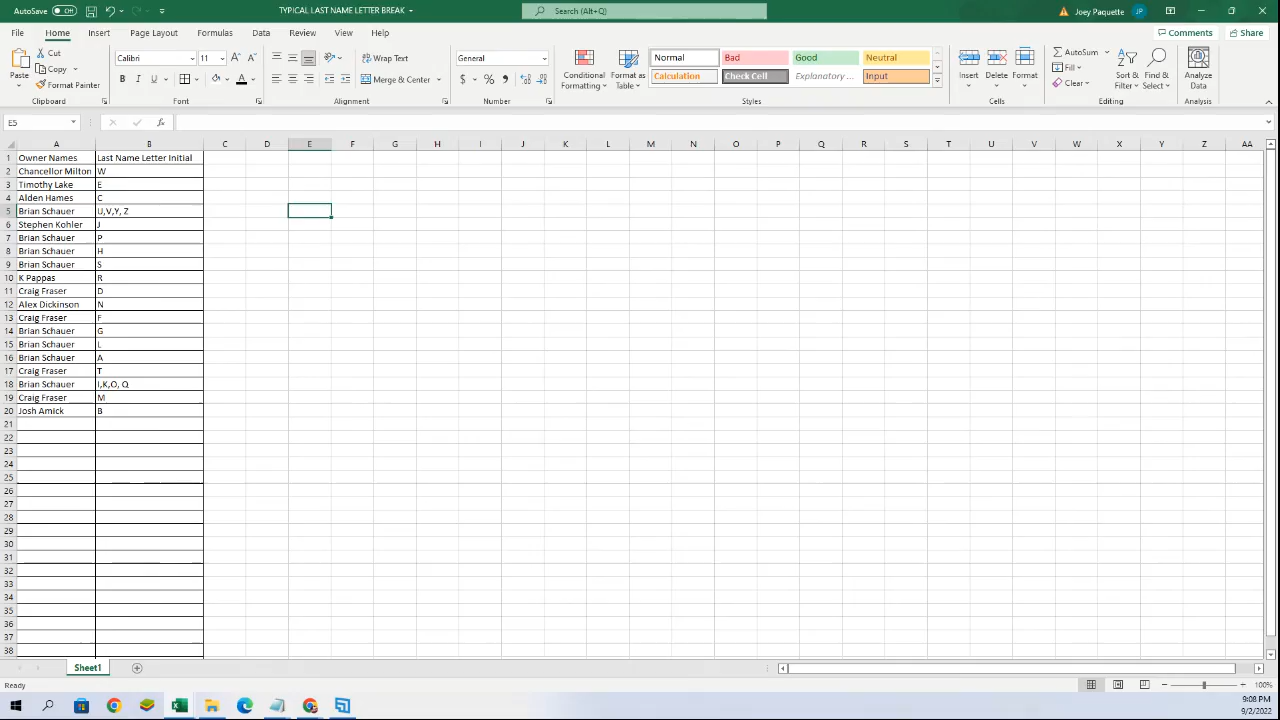 AutoSave Off TYPICAL LAST NAME LETTER BREAK Search (Alt+Q) Joey Paquette JP
File Home Insert Page Layout Formulas Data Review View Help Comments Share
Paste Cut Copy Format Painter Clipboard
Calibri 11 B I U Font
Wrap Text Merge & Center Alignment
General $ % Number
Conditional Formatting Format as Table
Normal Bad Good Neutral
Calculation Check Cell Explanatory ... Input
Styles
Insert Delete Format Cells
AutoSum Fill Clear Sort & Filter Find & Select Editing
Analyze Data Analysis
E5 fx
A B C D E F G H I J K L M N O P Q R S T U V W X Y Z AA
1 Owner Names Last Name Letter Initial
2 Chancellor Milton W
3 Timothy Lake E
4 Alden Hames C
5 Brian Schauer U,V,Y, Z
6 Stephen Kohler J
7 Brian Schauer P
8 Brian Schauer H
9 Brian Schauer S
10 K Pappas R
11 Craig Fraser D
12 Alex Dickinson N
13 Craig Fraser F
14 Brian Schauer G
15 Brian Schauer L
16 Brian Schauer A
17 Craig Fraser T
18 Brian Schauer I,K,O, Q
19 Craig Fraser M
20 Josh Amick B
21
22
23
24
25
26
27
28
29
30
31
32
33
34
35
36
37
38
Sheet1
Ready 100%
9:08 PM
9/2/2022